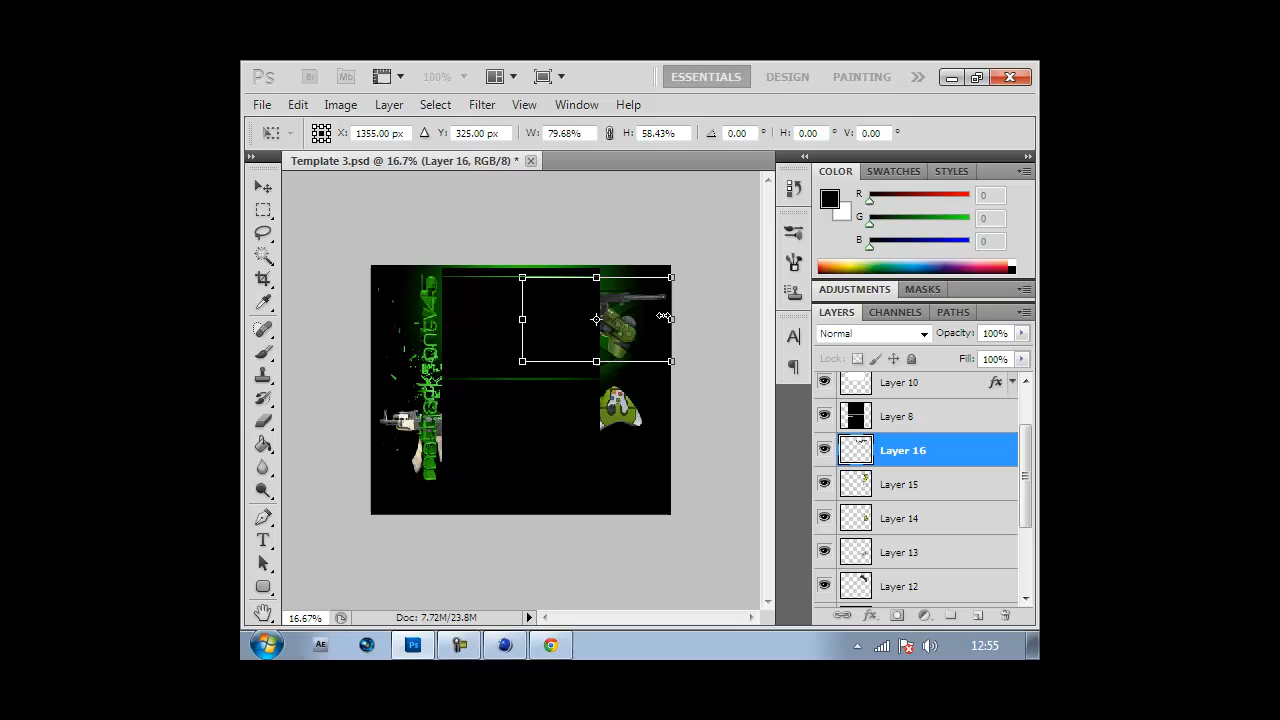 Ps Br Mb 100% ESSENTIALS DESIGN PAINTING
File Edit Image Layer Select Filter View Window Help
X: 1355.00 px Y: 325.00 px W: 79.68% H: 58.43% 0.00 ° H: 0.00 ° V: 0.00 °
Template 3.psd @ 16.7% (Layer 16, RGB/8) *
COLOR SWATCHES STYLES
R 0
G 0
B 0
ADJUSTMENTS MASKS
LAYERS CHANNELS PATHS
Normal Opacity: 100%
Lock: Fill: 100%
Layer 10 fx
Layer 8
Layer 16
Layer 15
Layer 14
Layer 13
Layer 12
16.67% Doc: 7.72M/23.8M
fx
AE Ps 12:55